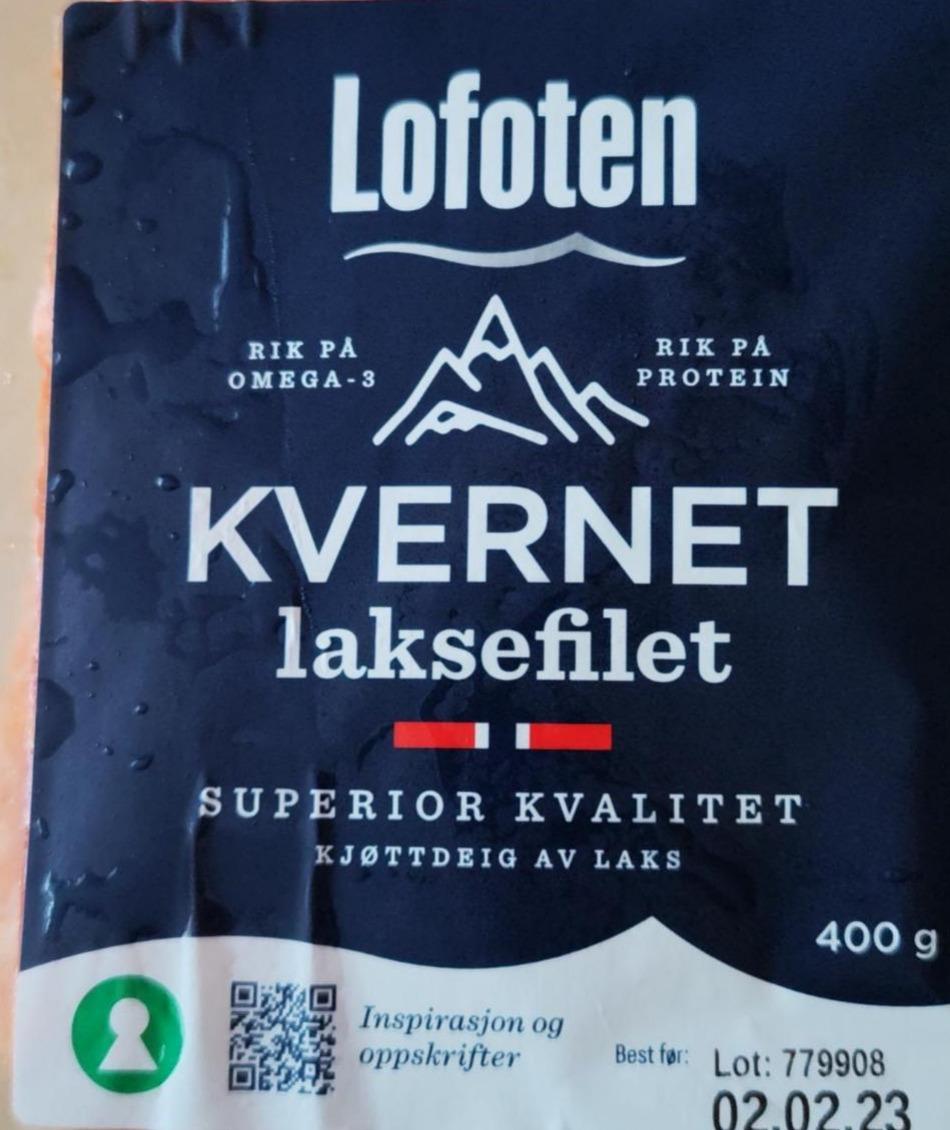 Lofoten
RIK PÅ
OMEGA-3
RIK PÅ
PROTEIN
KVERNET
laksefilet
SUPERIOR KVALITET
KJØTTDEIG AV LAKS
400 g
Inspirasjon og
oppskrifter
Best før:
Lot: 779908
02.02.23